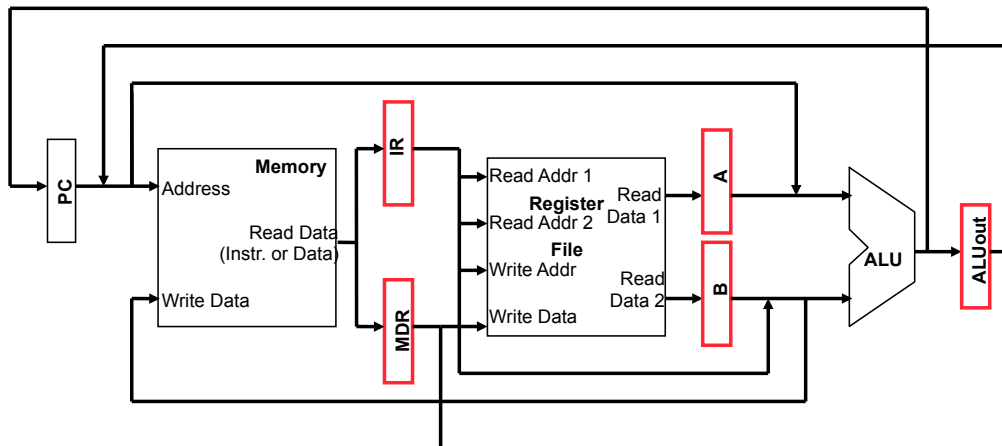 PC
Memory
Address
Read Data
(Instr. or Data)
Write Data
IR
MDR
Read Addr 1
Register
Read Addr 2
File
Write Addr
Write Data
Read
Data 1
Read
Data 2
A
B
ALU
ALUout